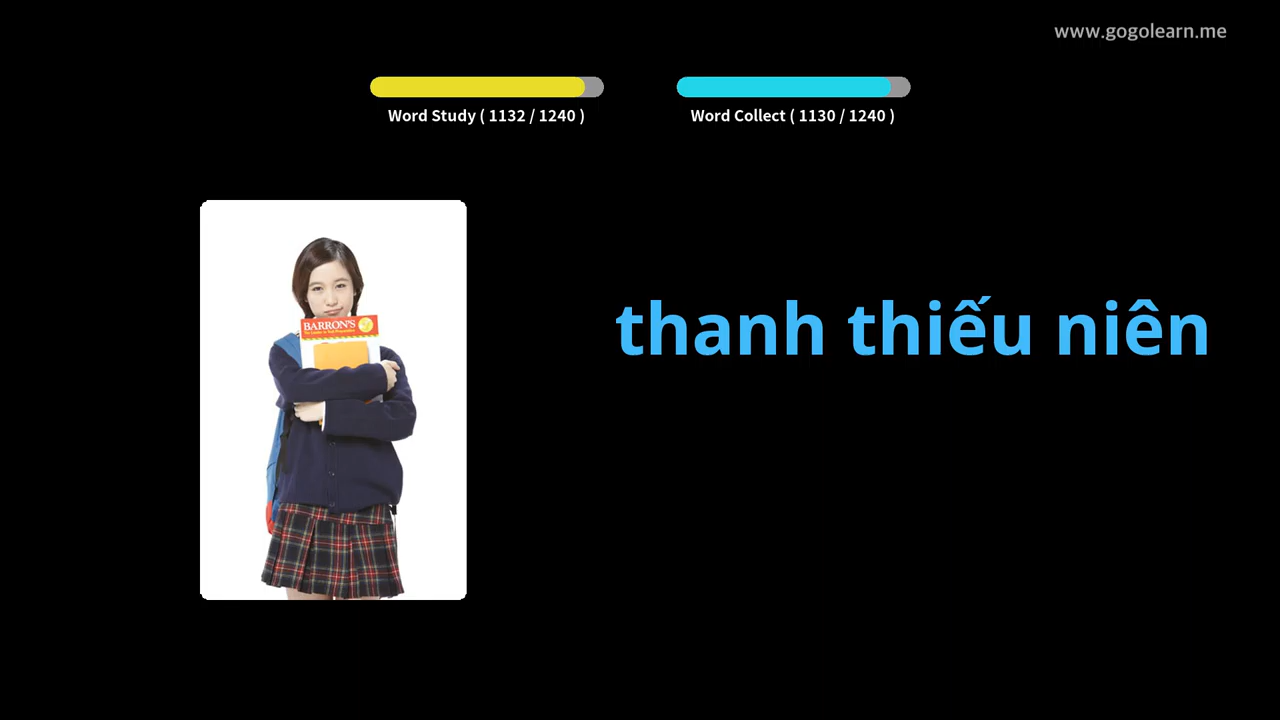 www.gogolearn.me
Word Study ( 1132 / 1240 )
Word Collect ( 1130 / 1240 )
BARRON'S
thanh thiếu niên